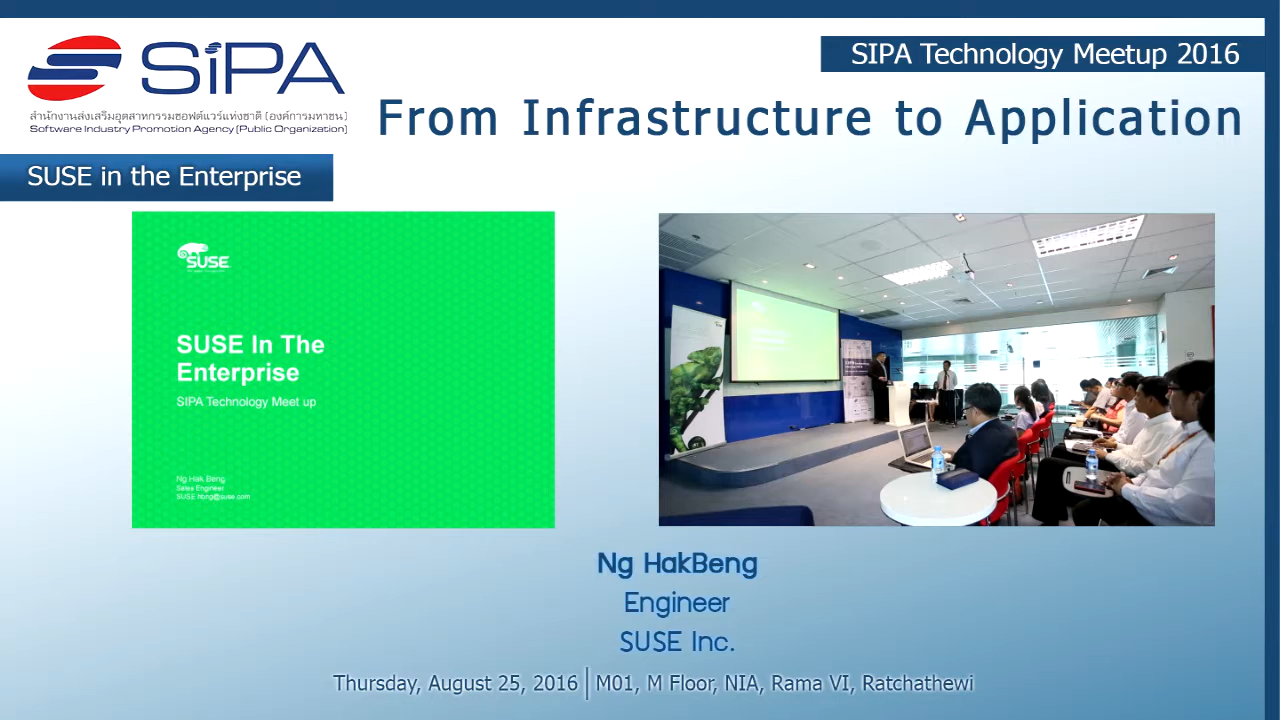 SIPA
สำนักงานส่งเสริมอุตสาหกรรมซอฟต์แวร์แห่งชาติ (องค์การมหาชน)
Software Industry Promotion Agency (Public Organization)
SIPA Technology Meetup 2016
From Infrastructure to Application
SUSE in the Enterprise
SUSE
SUSE In The
Enterprise
SIPA Technology Meet up
Ng Hak Beng
Sales Engineer
Ng HakBeng
Engineer
SUSE Inc.
Thursday, August 25, 2016 | M01, M Floor, NIA, Rama VI, Ratchathewi